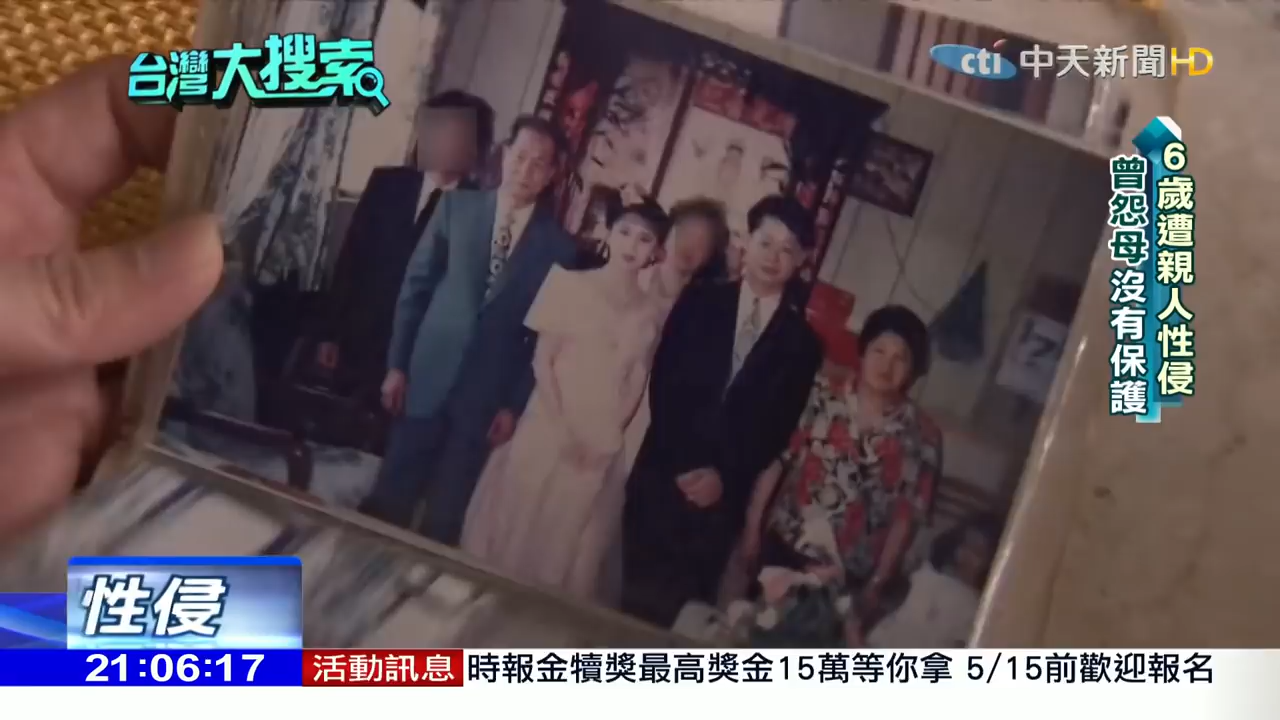 台灣大搜索
cti 中天新聞HD
6歲遭親人性侵
曾怨母沒有保護
性侵
21:06:17
活動訊息 時報金犢獎最高獎金15萬等你拿 5/15前歡迎報名